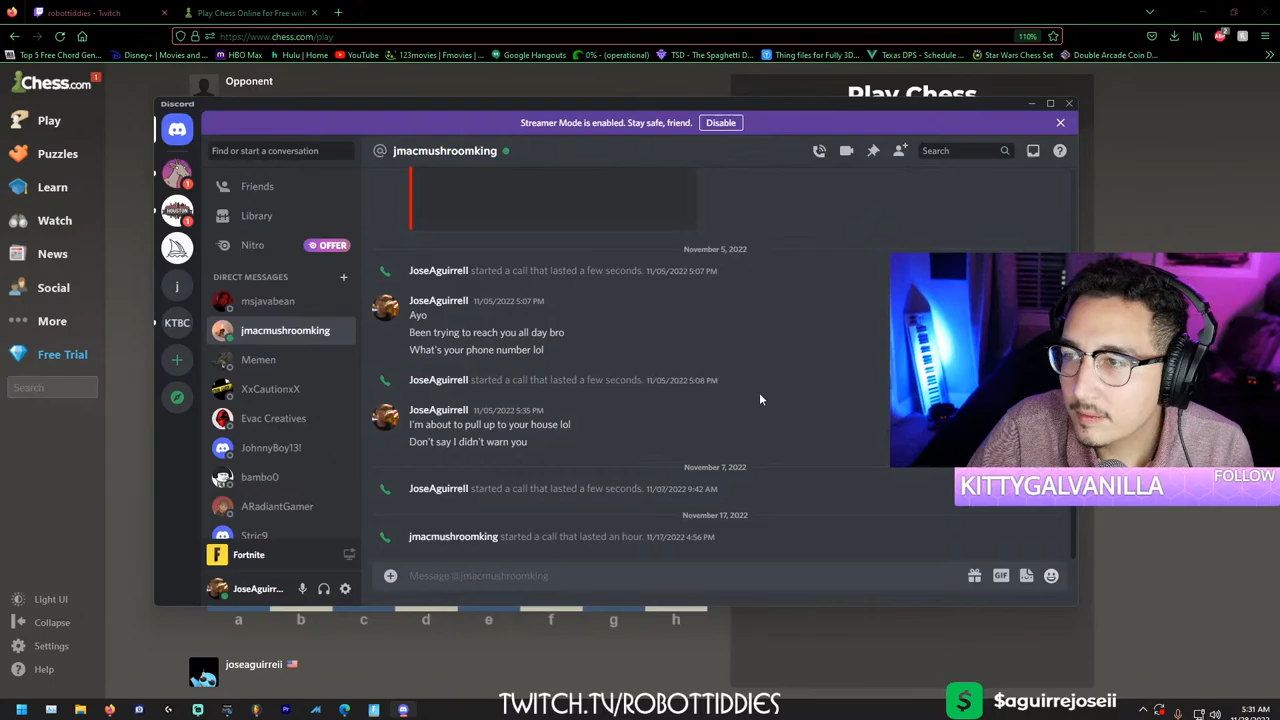 robottiddies - Twitch
Play Chess Online for Free with
https://www.chess.com/play
110%
Top 5 Free Chord Gen...
Disney+ | Movies and...
HBO Max
Hulu | Home
YouTube
123movies | Fmovies | ...
Google Hangouts
0% - (operational)
TSD - The Spaghetti D...
Thing files for Fully 3D...
Texas DPS - Schedule ...
Star Wars Chess Set
Double Arcade Coin D...
Chess.com
1
Play
Puzzles
Learn
Watch
News
Social
More
Free Trial
Search
Light UI
Collapse
Settings
Help
Opponent
Play Chess
Discord
Streamer Mode is enabled. Stay safe, friend.
Disable
Find or start a conversation
Friends
Library
Nitro
OFFER
DIRECT MESSAGES
msjavabean
jmacmushroomking
Memen
XxCautionxX
Evac Creatives
JohnnyBoy13!
bambo0
ARadiantGamer
Stric9
Fortnite
JoseAguirr...
1
HOUSTON
1
j
KTBC
jmacmushroomking
Search
November 5, 2022
JoseAguirreII started a call that lasted a few seconds. 11/05/2022 5:07 PM
JoseAguirreII 11/05/2022 5:07 PM
Ayo
Been trying to reach you all day bro
What's your phone number lol
JoseAguirreII started a call that lasted a few seconds. 11/05/2022 5:08 PM
JoseAguirreII 11/05/2022 5:35 PM
I'm about to pull up to your house lol
Don't say I didn't warn you
November 7, 2022
JoseAguirreII started a call that lasted a few seconds. 11/07/2022 9:42 AM
November 17, 2022
jmacmushroomking started a call that lasted an hour. 11/17/2022 4:56 PM
Message @jmacmushroomking
GIF
KITTYGALVANILLA
FOLLOW
a b c d e f g h
joseaguirreii
TWITCH.TV/ROBOTTIDDIES
$aguirrejoseii
5:31 AM
11/28/2022